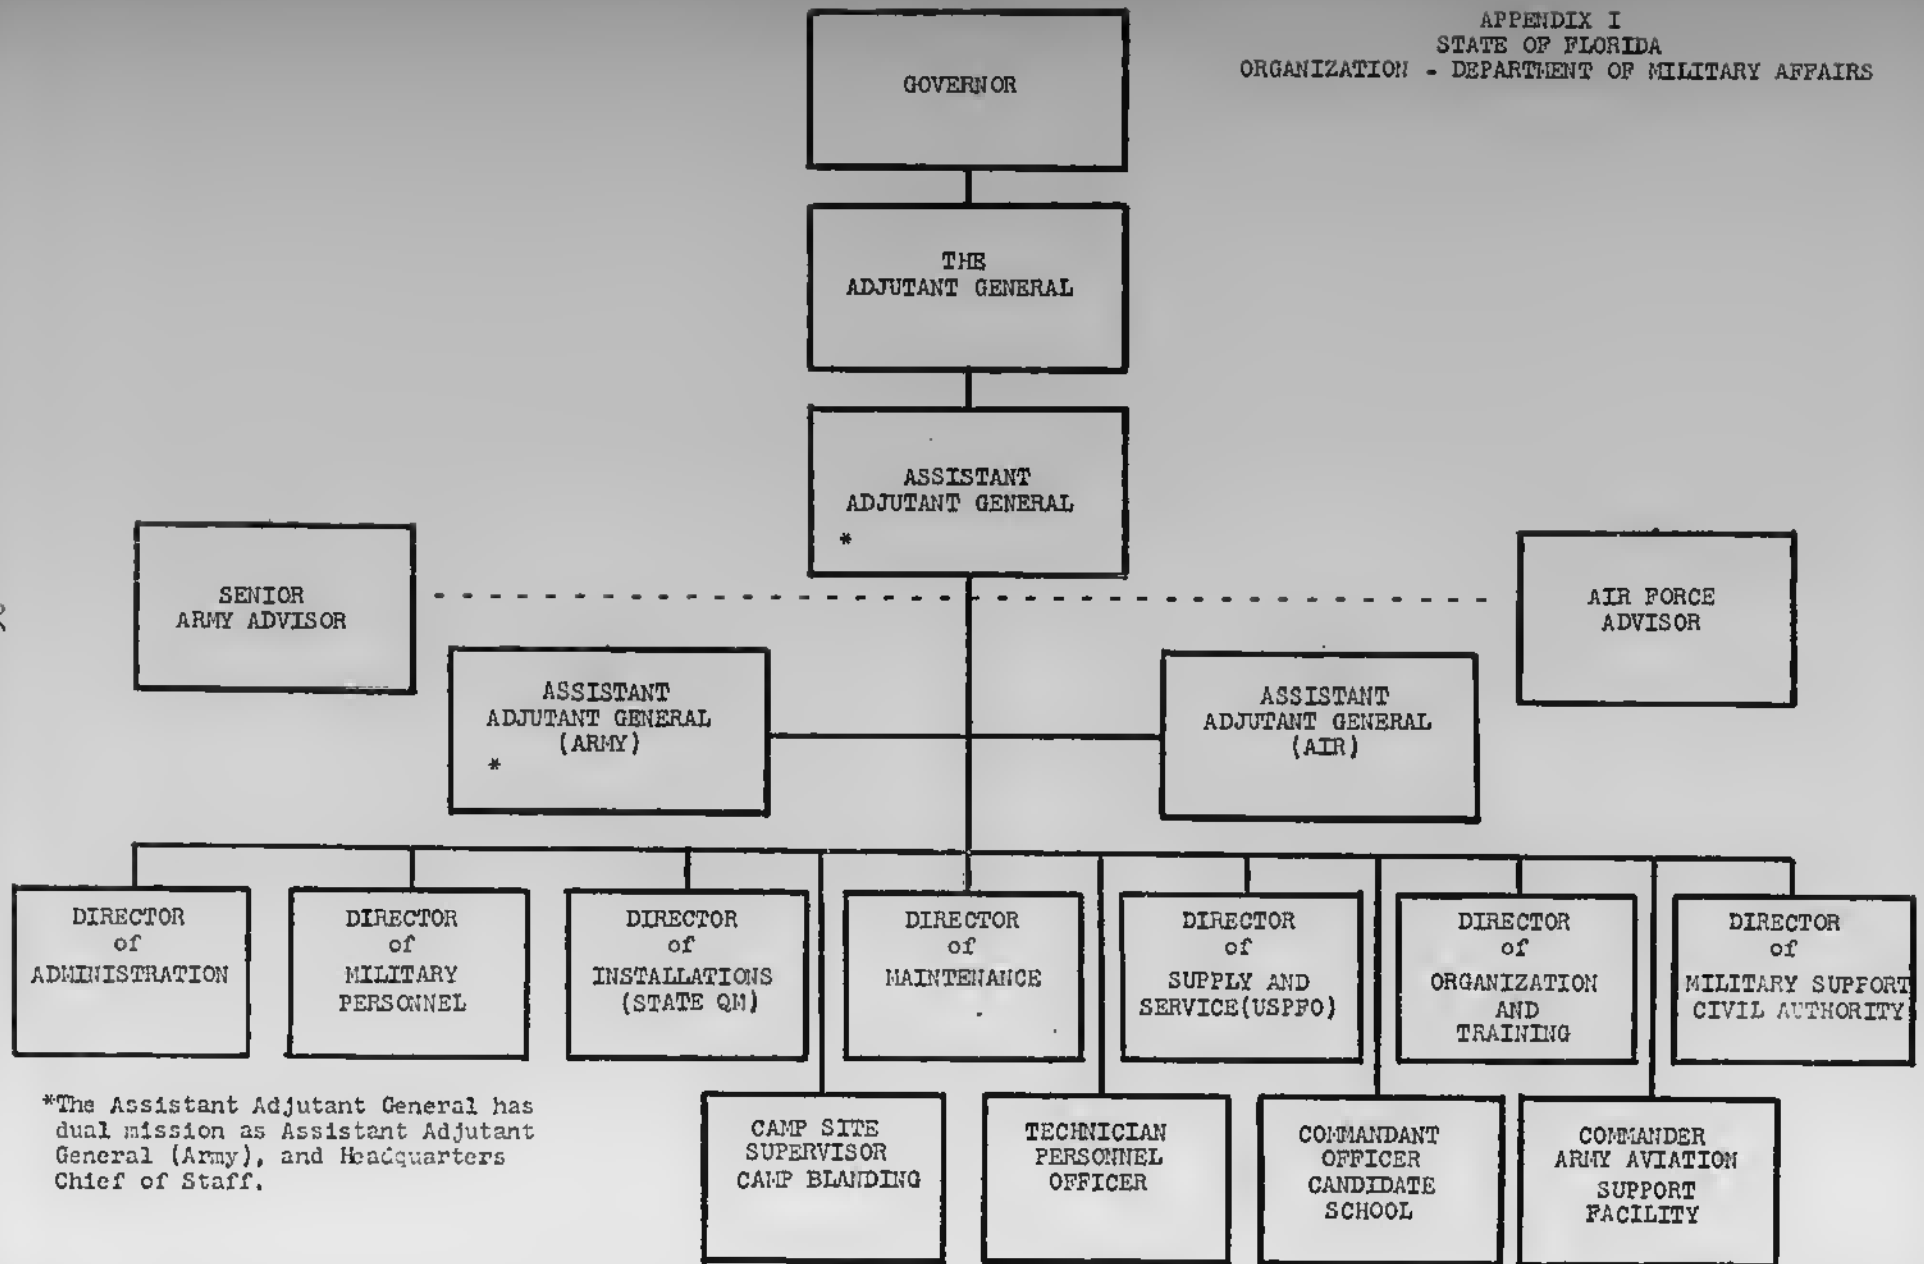 APPENDIX I
STATE OF FLORIDA
ORGANIZATION - DEPARTMENT OF MILITARY AFFAIRS
GOVERNOR
THE
ADJUTANT GENERAL
ASSISTANT
ADJUTANT GENERAL
*
SENIOR
ARMY ADVISOR
AIR FORCE
ADVISOR
ASSISTANT
ADJUTANT GENERAL
(ARMY)
*
ASSISTANT
ADJUTANT GENERAL
(AIR)
DIRECTOR
of
ADMINISTRATION
DIRECTOR
of
MILITARY
PERSONNEL
DIRECTOR
of
INSTALLATIONS
(STATE QM)
DIRECTOR
of
MAINTENANCE
DIRECTOR
of
SUPPLY AND
SERVICE(USPFO)
DIRECTOR
of
ORGANIZATION
AND
TRAINING
DIRECTOR
of
MILITARY SUPPORT
CIVIL AUTHORITY
CAMP SITE
SUPERVISOR
CAMP BLANDING
TECHNICIAN
PERSONNEL
OFFICER
COMMANDANT
OFFICER
CANDIDATE
SCHOOL
COMMANDER
ARMY AVIATION
SUPPORT
FACILITY
*The Assistant Adjutant General has
dual mission as Assistant Adjutant
General (Army), and Headquarters
Chief of Staff.